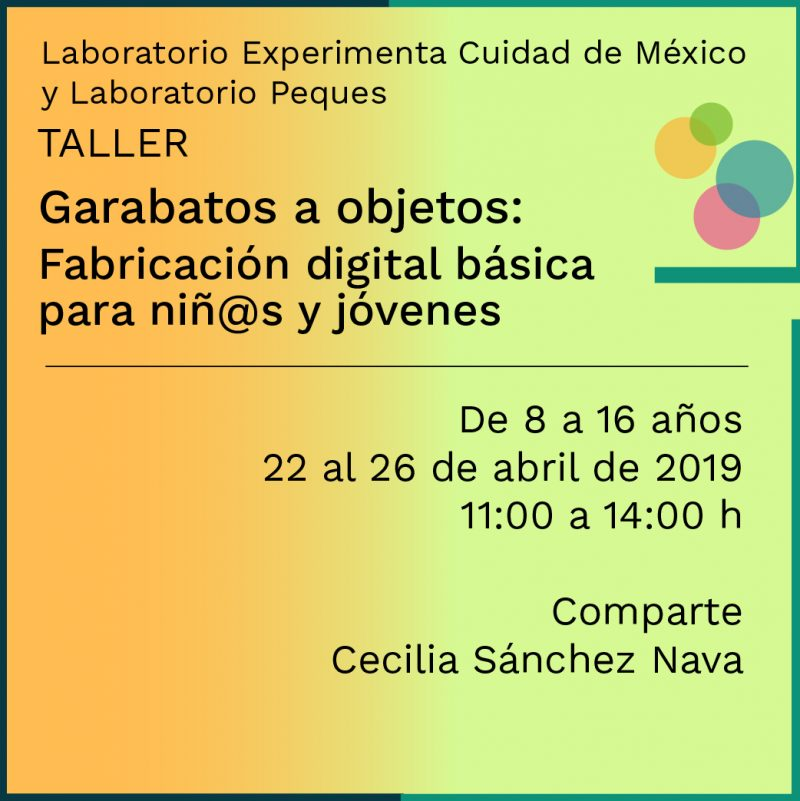 Laboratorio Experimenta Cuidad de México
y Laboratorio Peques
TALLER
Garabatos a objetos:
Fabricación digital básica
para niñ@s y jóvenes
De 8 a 16 años
22 al 26 de abril de 2019
11:00 a 14:00 h
Comparte
Cecilia Sánchez Nava